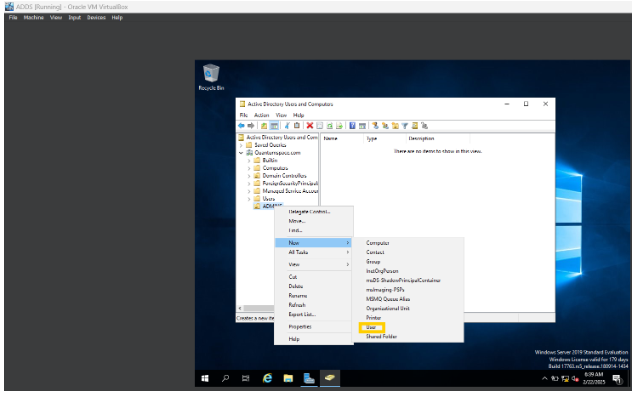 ADDS [Running] - Oracle VM VirtualBox
File Machine View Input Devices Help
Recycle Bin
Active Directory Users and Computers
File Action View Help
Active Directory Users and Com
Name Type Description
Saved Queries
Quantumspace.com
There are no items to show in this view.
Builtin
Computers
Domain Controllers
ForeignSecurityPrincipal
Managed Service Accour
Users
Delegate Control...
Move...
Find...
New
All Tasks
View
Cut
Delete
Rename
Refresh
Export List...
Properties
Help
Computer
Contact
Group
InetOrgPerson
msDS-ShadowPrincipalContainer
msImaging-PSPs
MSMQ Queue Alias
Organizational Unit
Printer
User
Shared Folder
Creates a new ite
Windows Server 2019 Standard Evaluation
Windows License valid for 179 days
Build 17763.rs5_release.180914-1434
6:39 AM
2/22/2025